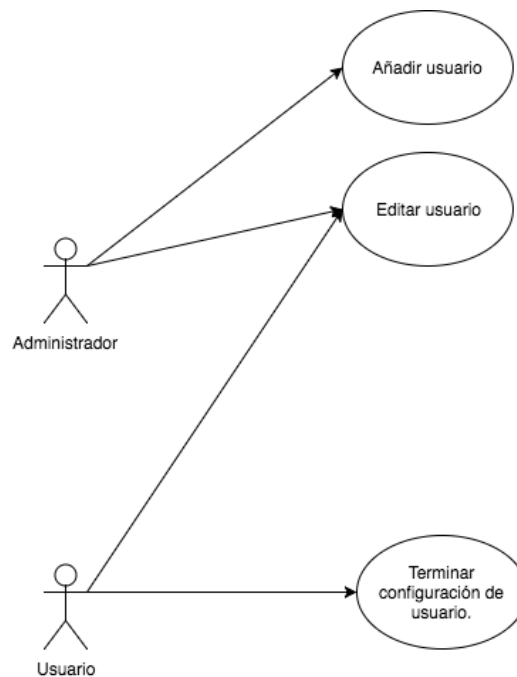 Añadir usuario
Editar usuario
Administrador
Terminar
configuración de
usuario.
Usuario